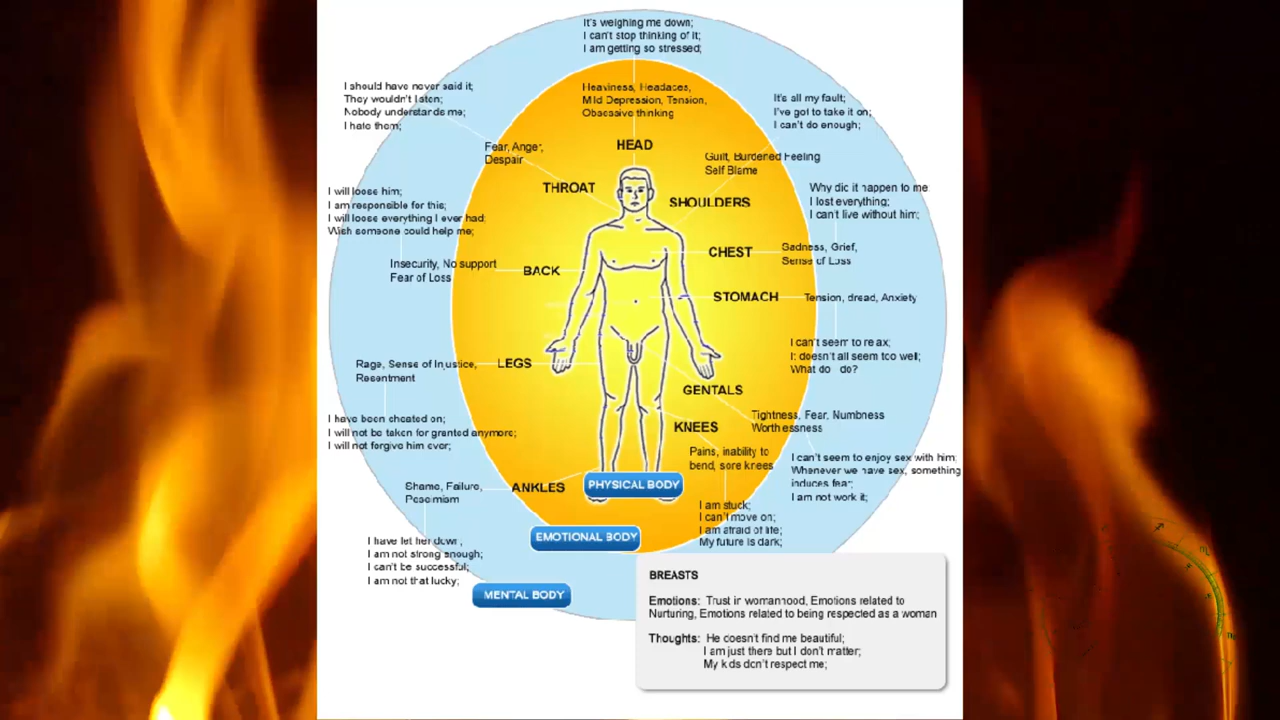 It's weighing me down;
I can't stop thinking of it;
I am getting so stressed;
I should have never said it;
They wouldn't listen;
Nobody understands me;
I hate them;
Heaviness, Headaces,
Mild Depression, Tension,
Obsessive thinking
It's all my fault;
I've got to take it on;
I can't do enough;
HEAD
Fear, Anger,
Despair
Guilt, Burdened Feeling
Self Blame
THROAT
SHOULDERS
I will loose him;
I am responsible for this;
I will loose everything I ever had;
Wish someone could help me;
Why did it happen to me
I lost everything;
I can't live without him;
CHEST
Sadness, Grief,
Sense of Loss
Insecurity, No support
Fear of Loss
BACK
STOMACH
Tension, dread, Anxiety
I can't seem to relax;
It doesn't all seem too well;
What do I do?
Rage, Sense of Injustice,
Resentment
LEGS
GENTALS
I have been cheated on;
I will not be taken for granted anymore;
I will not forgive him ever;
Tightness, Fear, Numbness
Worthlessness
KNEES
Pains, inability to
bend, sore knees
I can't seem to enjoy sex with him;
Whenever we have sex, something
induces fear;
I am not work it;
Shame, Failure,
Pessimism
ANKLES
PHYSICAL BODY
I am stuck;
I can't move on;
I am afraid of life;
My future is dark;
EMOTIONAL BODY
I have let her down;
I am not strong enough;
I can't be successful;
I am not that lucky;
MENTAL BODY
BREASTS
Emotions: Trust in womanhood, Emotions related to
Nurturing, Emotions related to being respected as a woman
Thoughts: He doesn't find me beautiful;
I am just there but I don't matter;
My kids don't respect me;